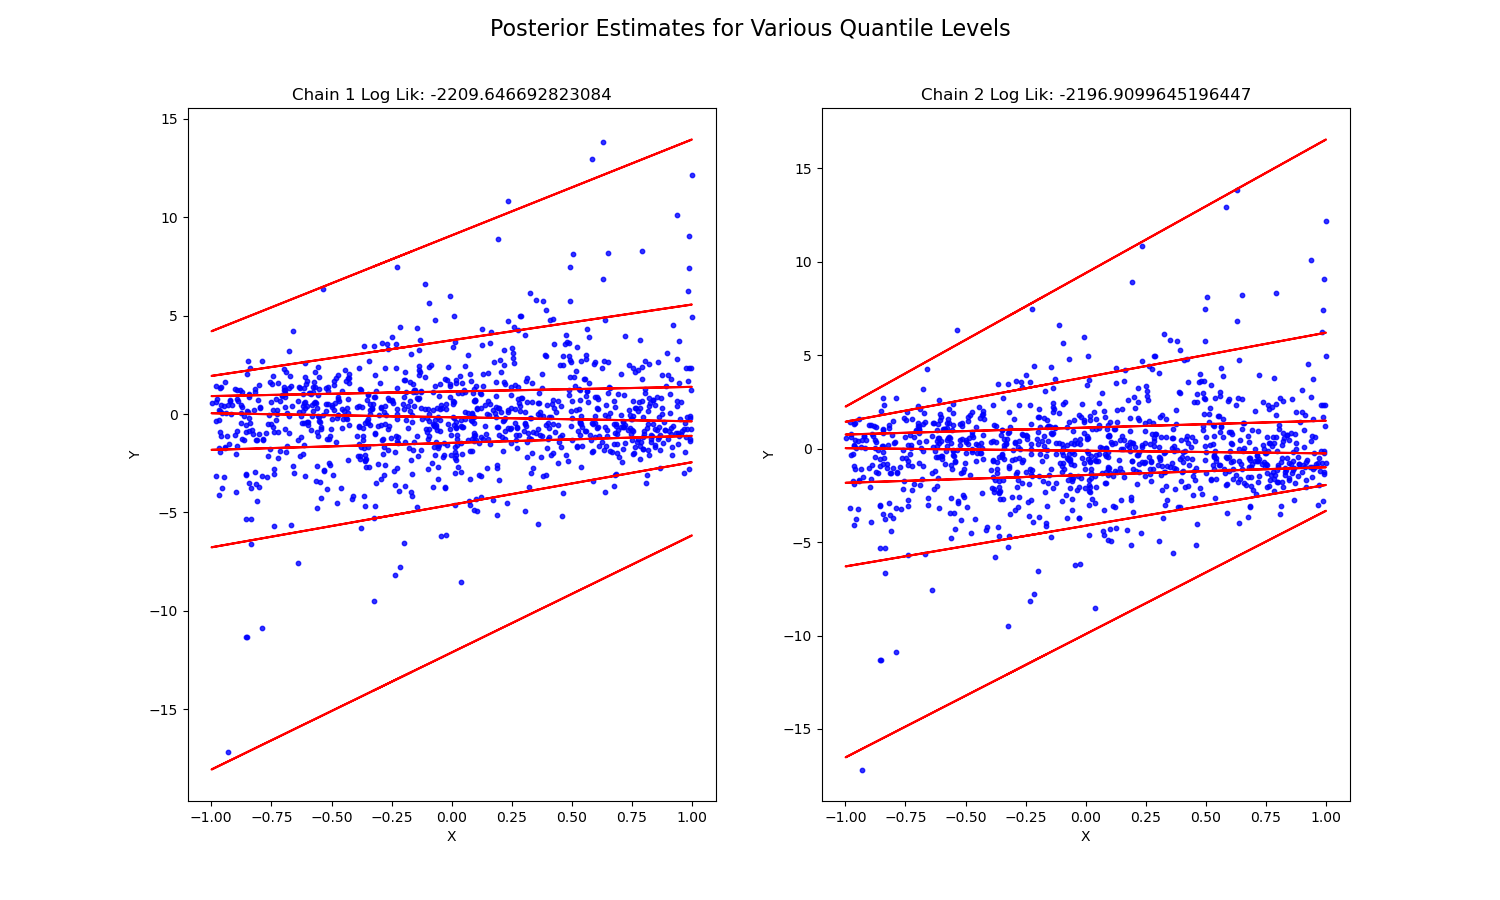 Posterior Estimates for Various Quantile Levels
Chain 1 Log Lik: -2209.646692823084
15
10
5
0
−5
−10
−15
Y
−1.00 −0.75 −0.50 −0.25 0.00 0.25 0.50 0.75 1.00
X
Chain 2 Log Lik: -2196.9099645196447
15
10
5
0
−5
−10
−15
Y
−1.00 −0.75 −0.50 −0.25 0.00 0.25 0.50 0.75 1.00
X